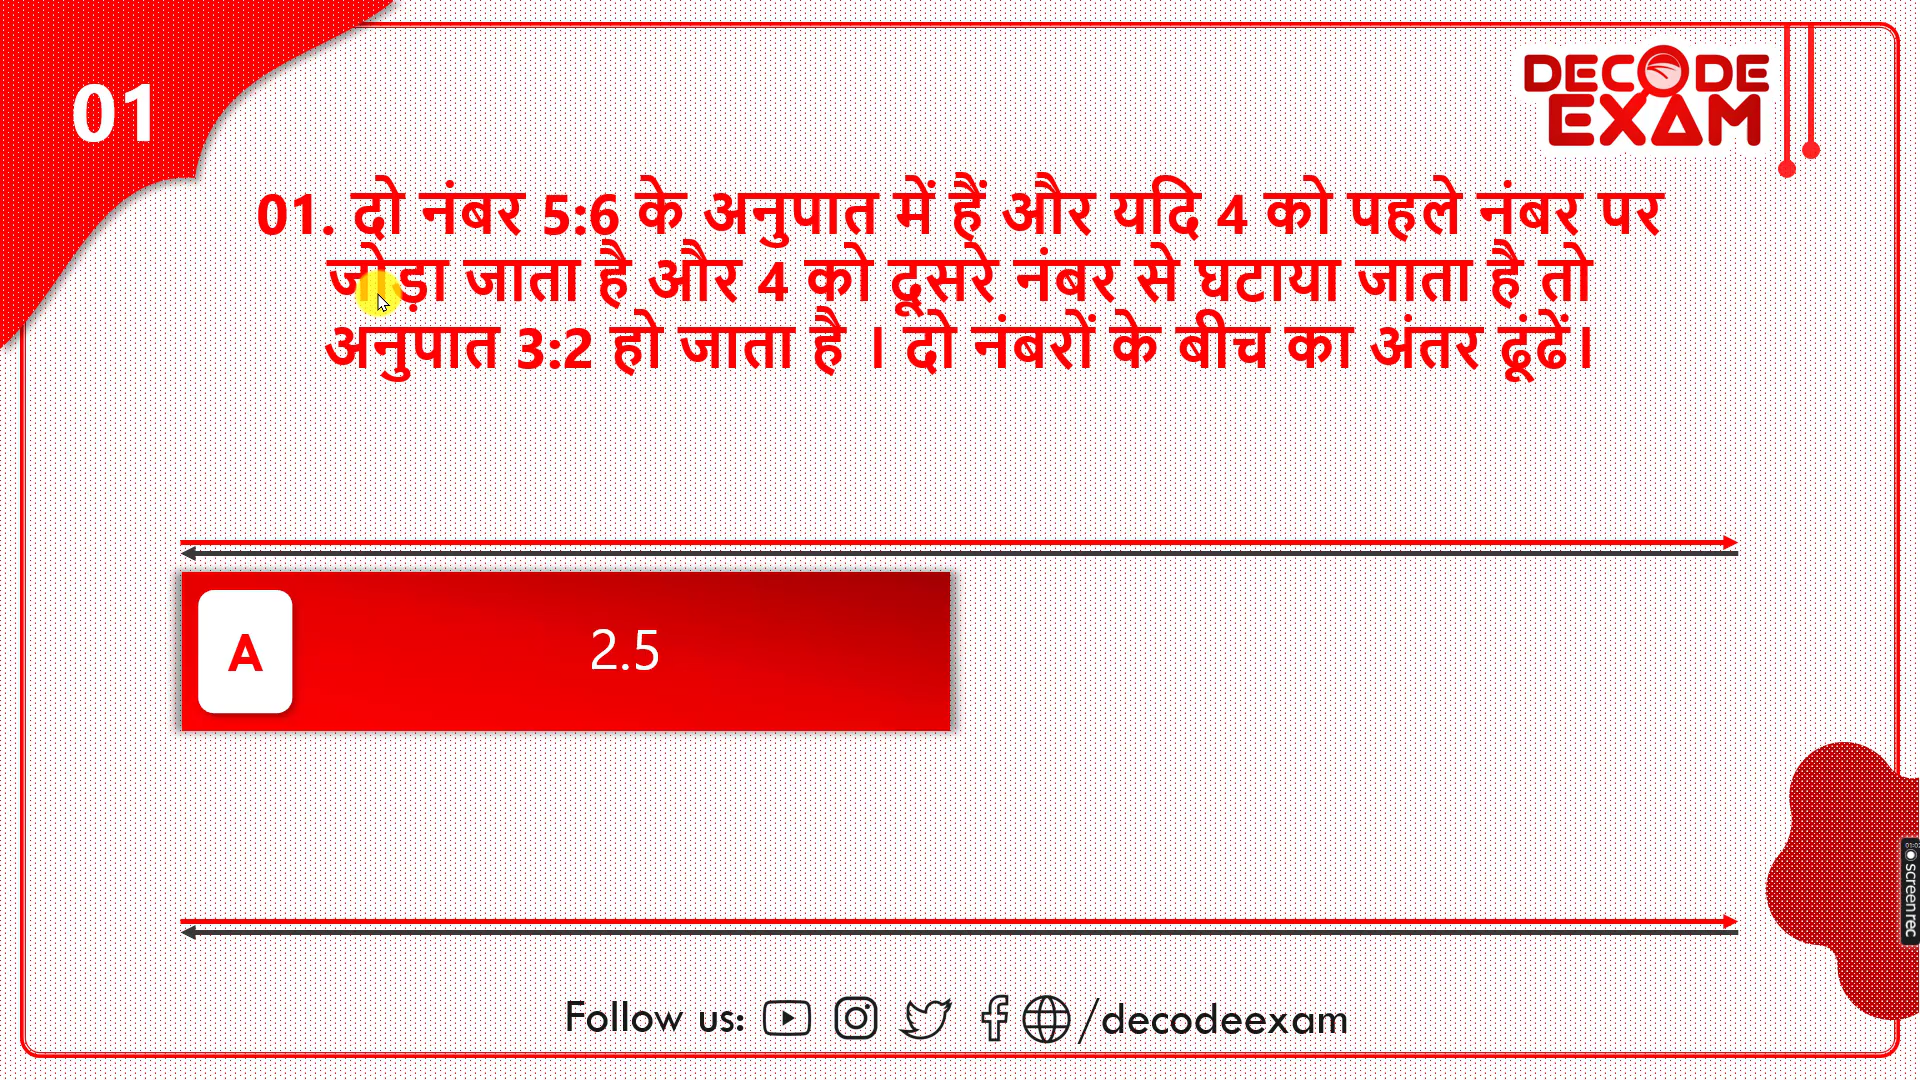 01
DECODE
EXAM
01. दो नंबर 5:6 के अनुपात में हैं और यदि 4 को पहले नंबर पर
जोड़ा जाता है और 4 को दूसरे नंबर से घटाया जाता है तो
अनुपात 3:2 हो जाता है । दो नंबरों के बीच का अंतर ढूंढें।
A
2.5
screenrec
Follow us: /decodeexam